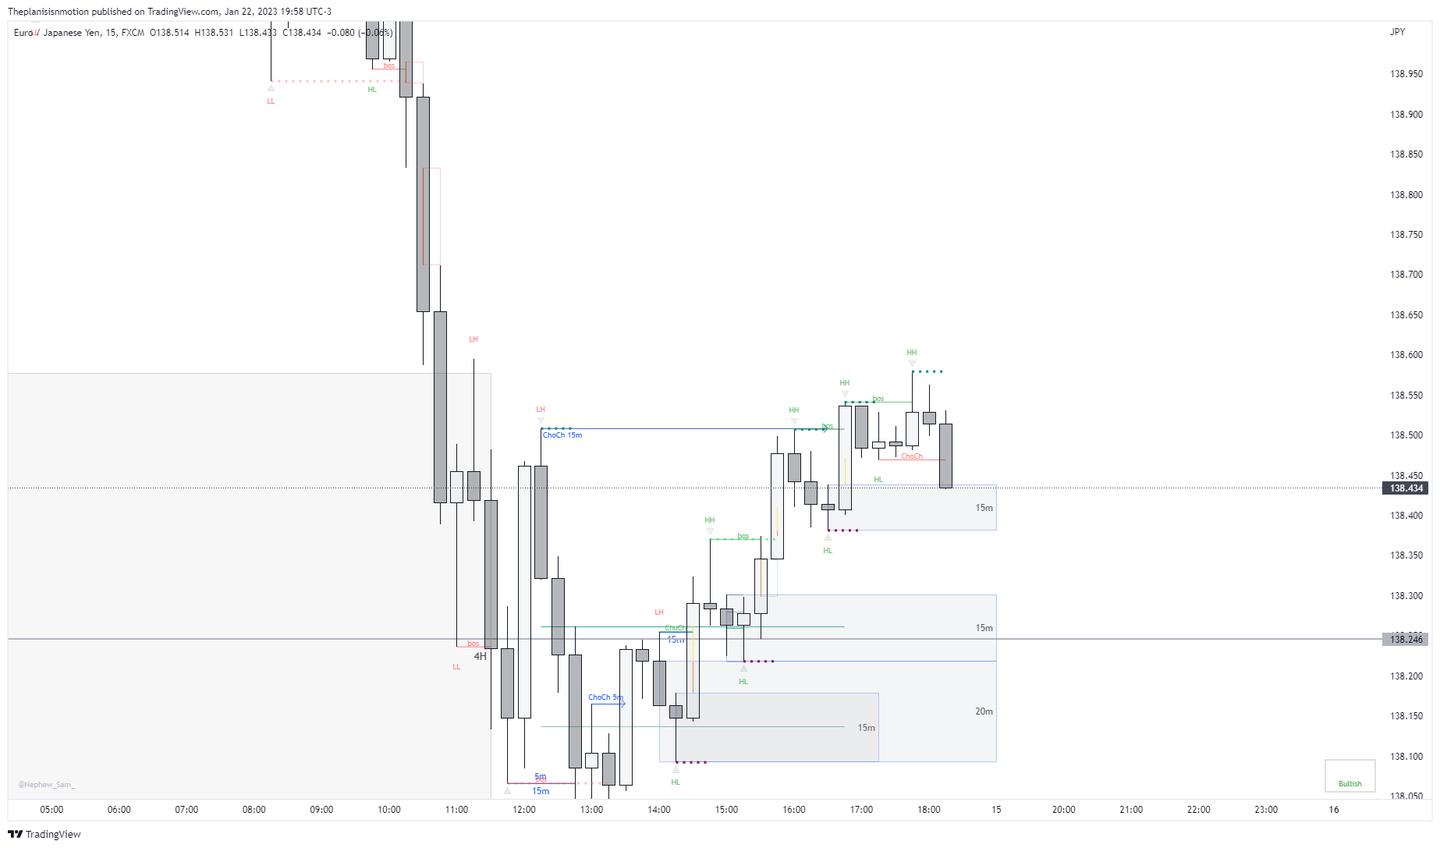 Theplanisisnmotion published on TradingView.com, Jan 22, 2023 19:58 UTC-3
Euro / Japanese Yen, 15, FXCM O138.514 H138.531 L138.433 C138.434 −0.080 (−0.06%)
JPY
bos
138.950
HL
LL
138.900
138.850
138.800
138.750
138.700
138.650
LH
HH
138.600
HH
138.550
bos
LH
HH
bos
ChoCh 15m
138.500
ChoCh
138.450
HL
138.434
15m
138.400
HH
bos
HL
138.350
138.300
LH
ChoCh
15m
15m
138.246
bos
4H
LL
138.200
HL
ChoCh 5m
20m
15m
138.150
138.100
5m
bos
HL
15m
@Nephew_Sam_
Bullish
138.050
05:00 06:00 07:00 08:00 09:00 10:00 11:00 12:00 13:00 14:00 15:00 16:00 17:00 18:00 15 20:00 21:00 22:00 23:00 16
TradingView